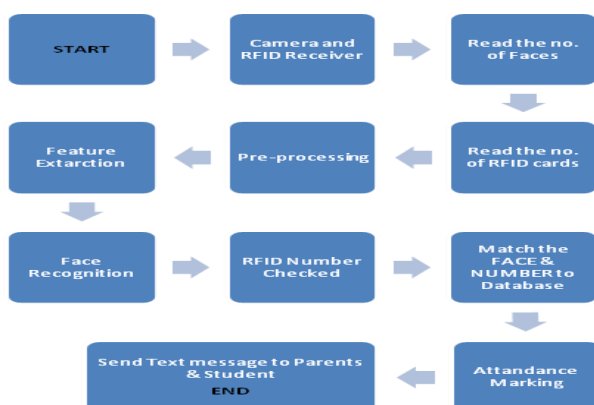 START
Camera and
RFID Receiver
Read the no.
of Faces
Read the no.
of RFID cards
Pre-processing
Feature
Extarction
Face
Recognition
RFID Number
Checked
Match the
FACE &
NUMBER to
Database
Attandance
Marking
Send Text message to Parents
& Student
END